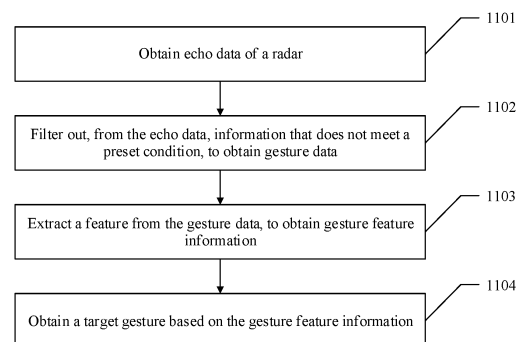 1101
Obtain echo data of a radar
1102
Filter out, from the echo data, information that does not meet a
preset condition, to obtain gesture data
1103
Extract a feature from the gesture data, to obtain gesture feature
information
1104
Obtain a target gesture based on the gesture feature information